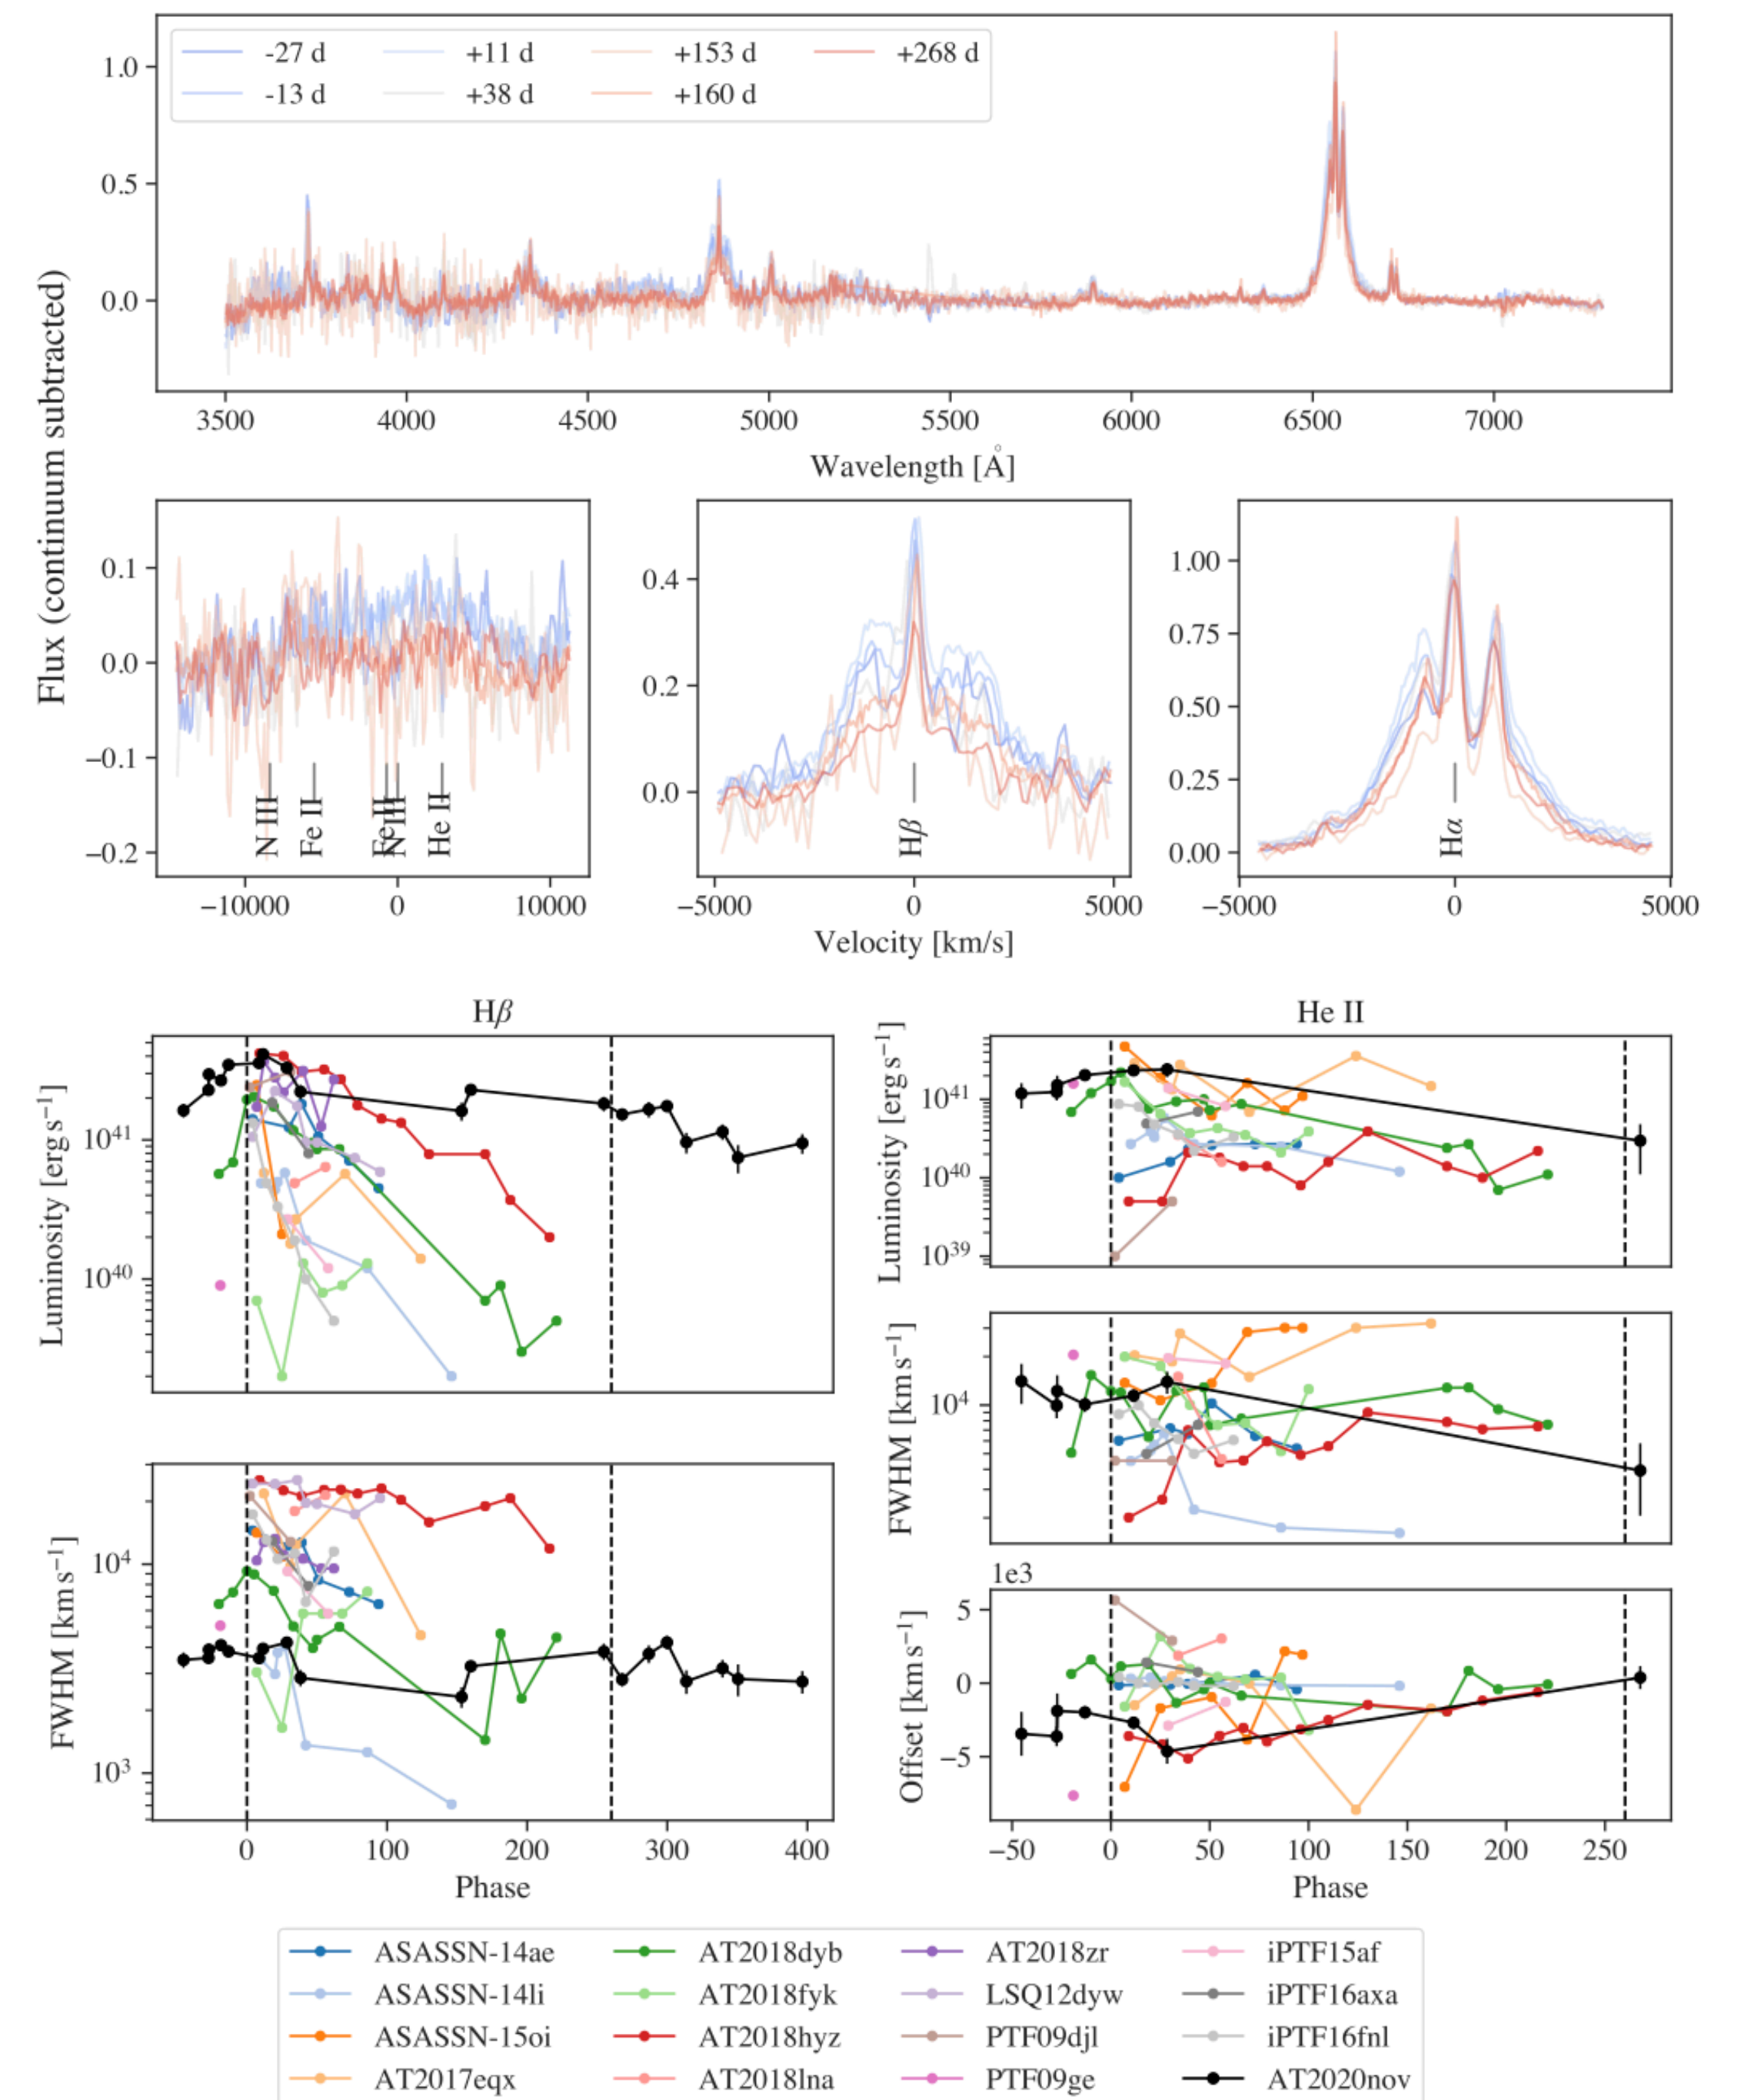 -27 d +11 d +153 d +268 d
-13 d +38 d +160 d
1.0
0.5
0.0
3500 4000 4500 5000 5500 6000 6500 7000
Wavelength [Å]
Flux (continuum subtracted)
0.1
0.0
−0.1
−0.2
N III
Fe II
Fe II
N III
He II
−10000 0 10000
0.4
0.2
0.0
Hβ
−5000 0 5000
1.00
0.75
0.50
0.25
0.00
Hα
−5000 0 5000
Velocity [km/s]
Hβ
Luminosity [erg s⁻¹]
10⁴¹
10⁴⁰
FWHM [km s⁻¹]
10⁴
10³
0 100 200 300 400
Phase
He II
Luminosity [erg s⁻¹]
10⁴¹
10⁴⁰
10³⁹
FWHM [km s⁻¹]
10⁴
1e3
Offset [km s⁻¹]
5
0
−5
−50 0 50 100 150 200 250
Phase
ASASSN-14ae AT2018dyb AT2018zr iPTF15af
ASASSN-14li AT2018fyk LSQ12dyw iPTF16axa
ASASSN-15oi AT2018hyz PTF09djl iPTF16fnl
AT2017eqx AT2018lna PTF09ge AT2020nov